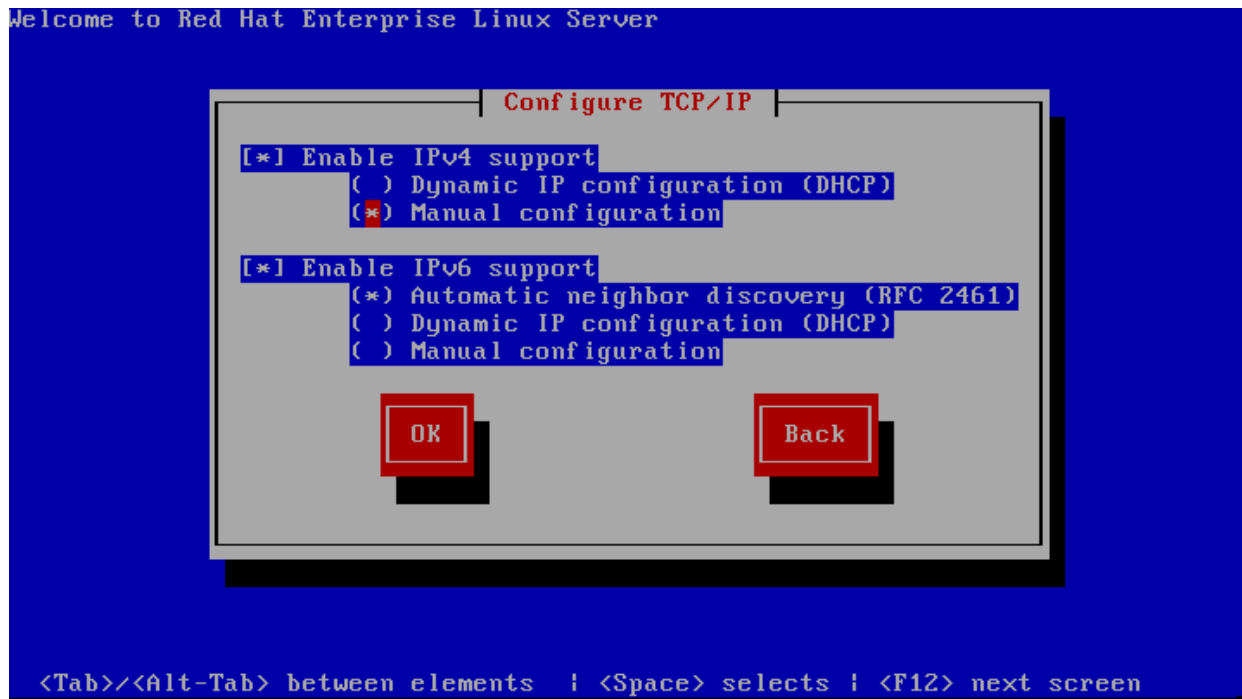 Welcome to Red Hat Enterprise Linux Server
Configure TCP/IP
[*] Enable IPv4 support
( ) Dynamic IP configuration (DHCP)
(*) Manual configuration
[*] Enable IPv6 support
(*) Automatic neighbor discovery (RFC 2461)
( ) Dynamic IP configuration (DHCP)
( ) Manual configuration
OK Back
<Tab>/<Alt-Tab> between elements | <Space> selects | <F12> next screen